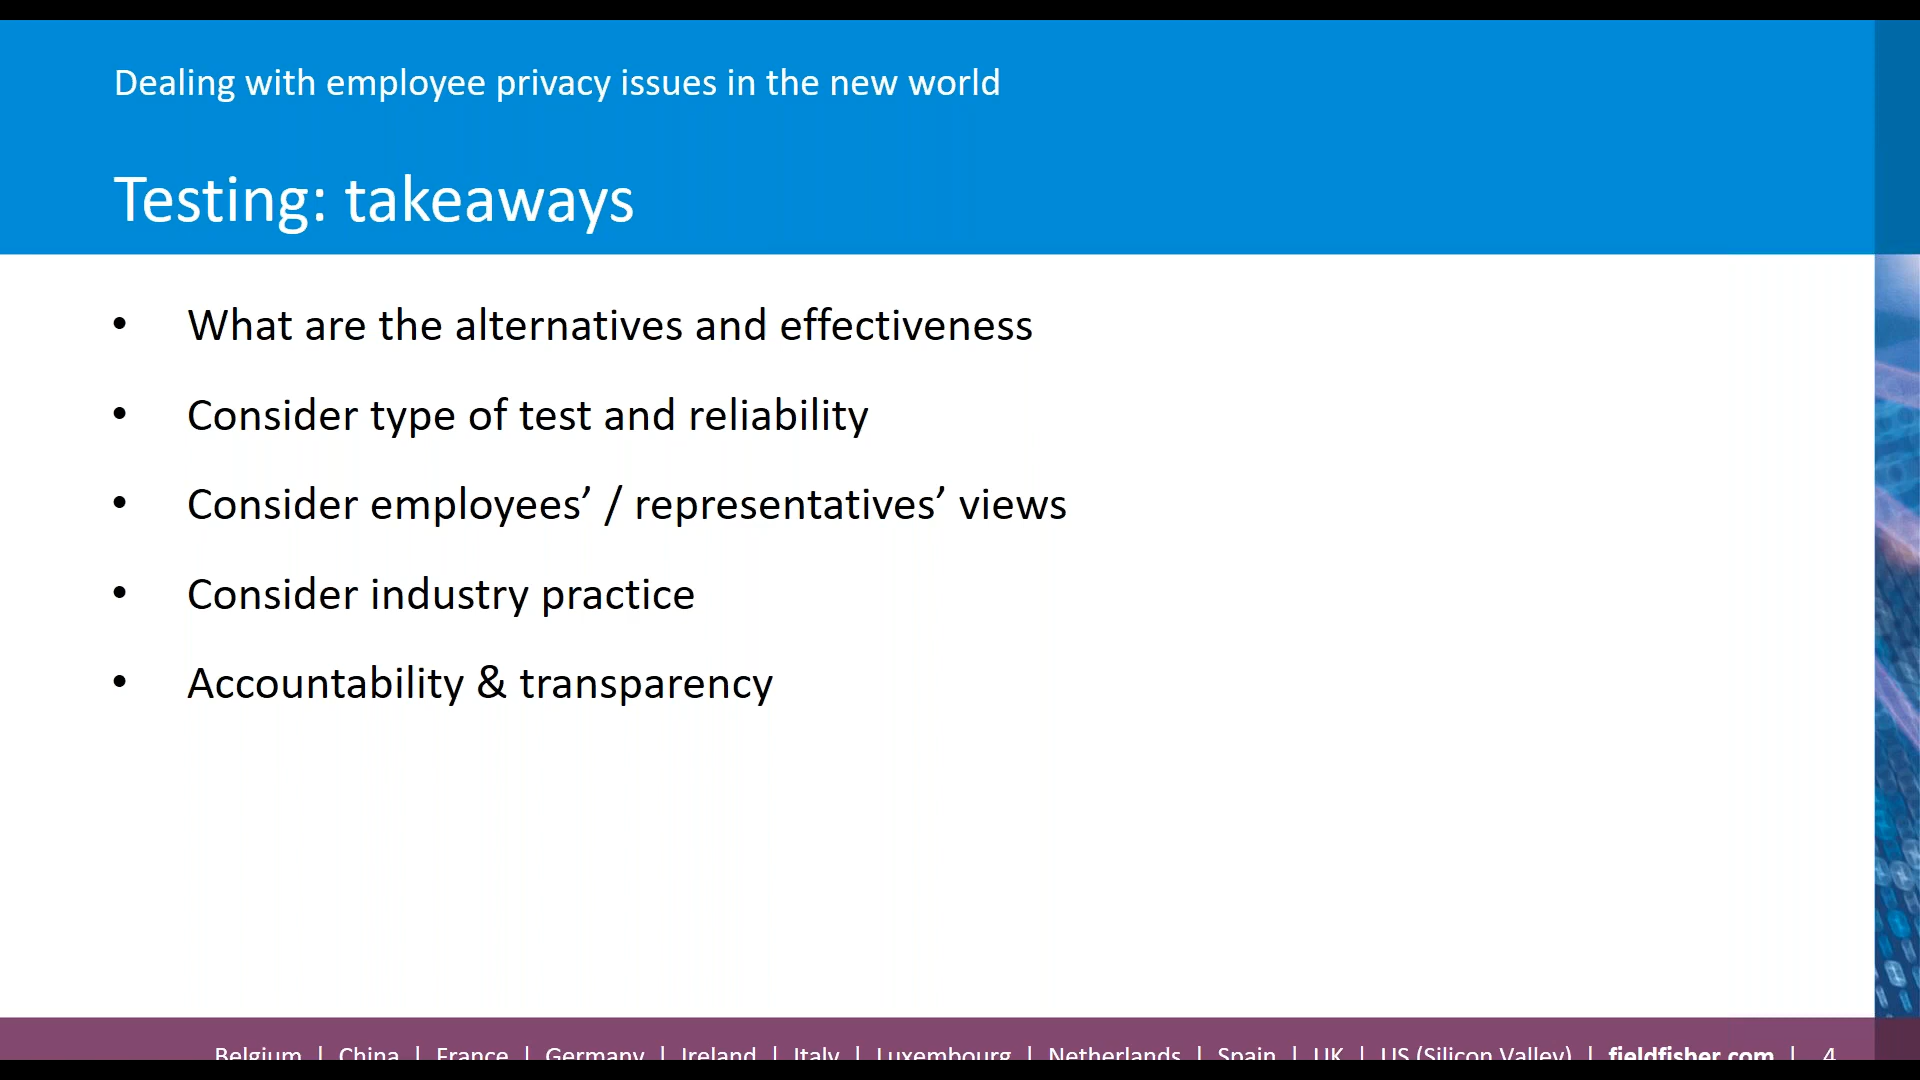 Dealing with employee privacy issues in the new world
Testing: takeaways
• What are the alternatives and effectiveness
• Consider type of test and reliability
• Consider employees’ / representatives’ views
• Consider industry practice
• Accountability & transparency
Belgium | China | France | Germany | Ireland | Italy | Luxembourg | Netherlands | Spain | UK | US (Silicon Valley) | fieldfisher.com | 4